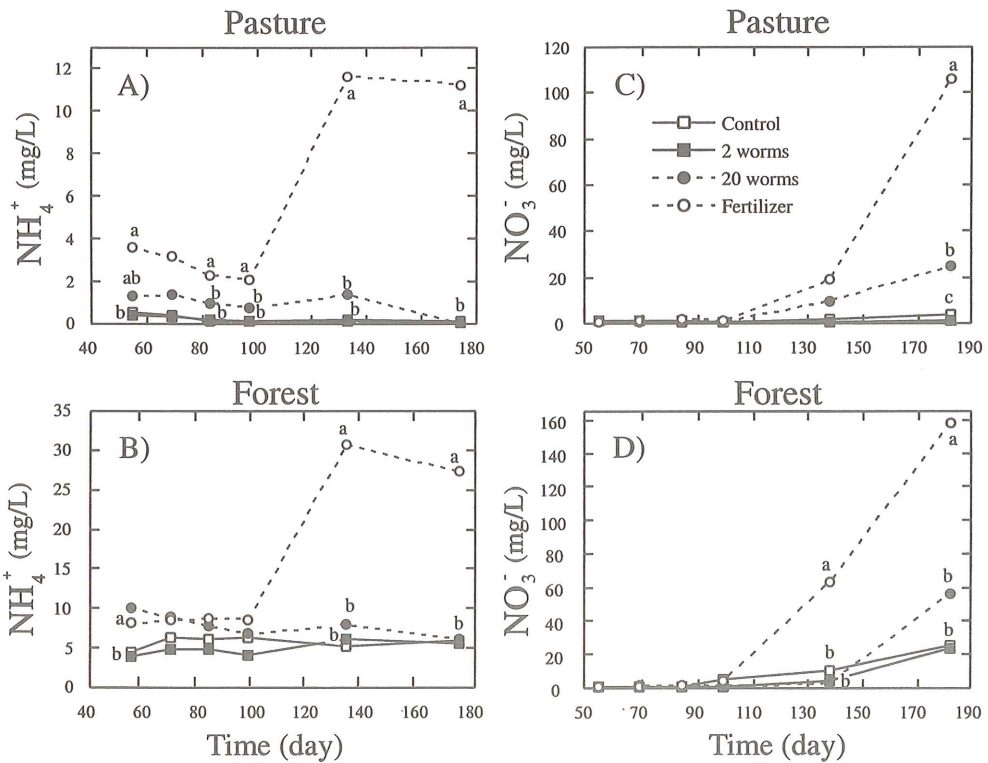 Pasture
A)
NH₄⁺ (mg/L)
12
10
8
6
4
2
0
40 60 80 100 120 140 160 180
a
a
a
a
a
a
ab
b
b
b
b
b
b
b
b
b
C)
NO₃⁻ (mg/L)
120
100
80
60
40
20
0
50 70 90 110 130 150 170 190
Control
2 worms
20 worms
Fertilizer
a
b
c
Forest
B)
NH₄⁺ (mg/L)
35
30
25
20
15
10
5
0
40 60 80 100 120 140 160 180
a
a
a
b
b
b
b
Time (day)
Forest
D)
NO₃⁻ (mg/L)
160
140
120
100
80
60
40
20
0
50 70 90 110 130 150 170 190
a
a
b
b
b
b
Time (day)